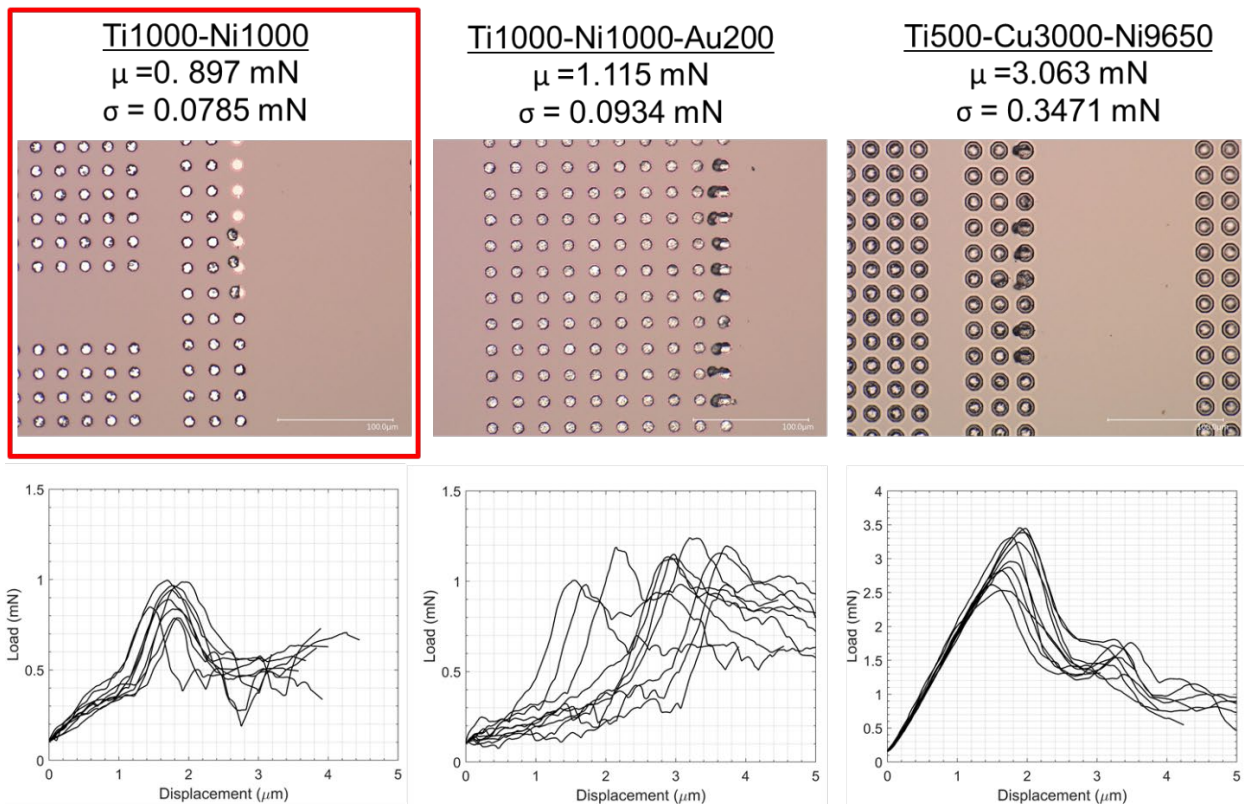 Ti1000-Ni1000
μ =0. 897 mN
σ = 0.0785 mN
Ti1000-Ni1000-Au200
μ =1.115 mN
σ = 0.0934 mN
Ti500-Cu3000-Ni9650
μ =3.063 mN
σ = 0.3471 mN
100.0μm
100.0μm
100.0μm
1.5
1
0.5
0
Load (mN)
0 1 2 3 4 5
Displacement (μm)
1.5
1
0.5
0
Load (mN)
0 1 2 3 4 5
Displacement (μm)
4
3.5
3
2.5
2
1.5
1
0.5
0
Load (mN)
0 1 2 3 4 5
Displacement (μm)